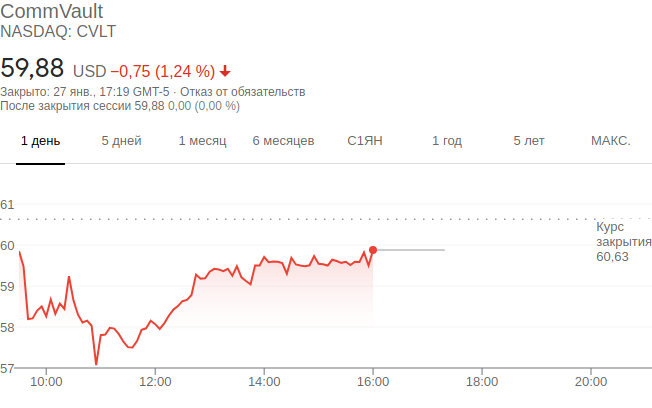 CommVault
NASDAQ: CVLT
59,88 USD −0,75 (1,24 %)
Закрыто: 27 янв., 17:19 GMT-5 · Отказ от обязательств
После закрытия сессии 59,88 0,00 (0,00 %)
1 день 5 дней 1 месяц 6 месяцев С1ЯН 1 год 5 лет МАКС.
61
Курс
60 закрытия
60,63
59
58
57
10:00 12:00 14:00 16:00 18:00 20:00